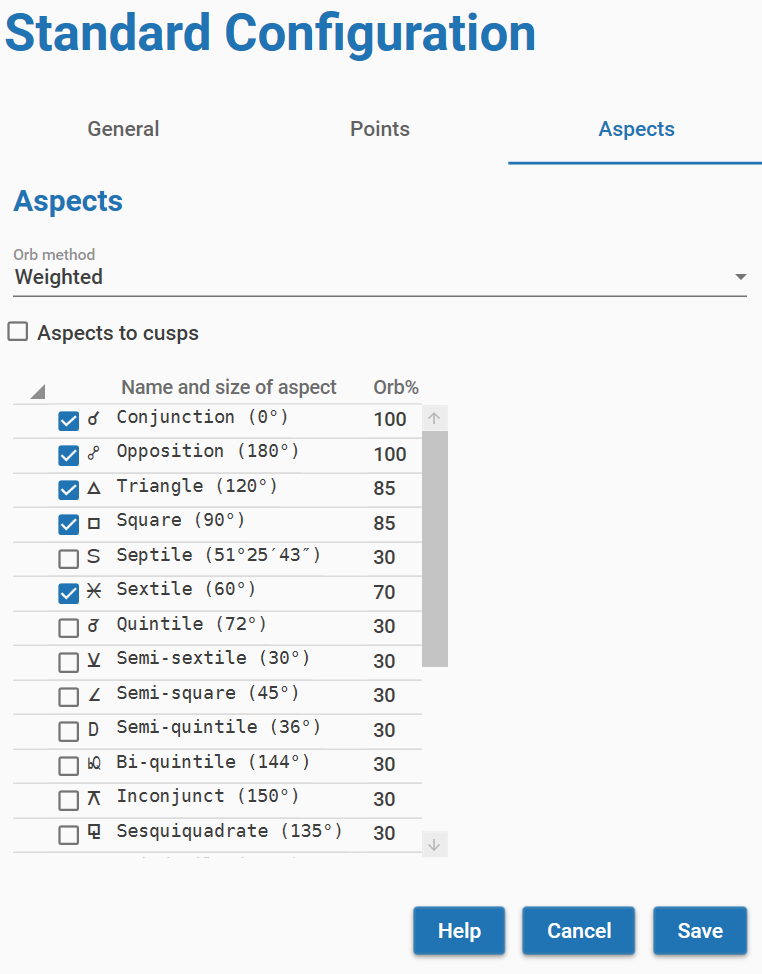 Standard Configuration
General Points Aspects
Aspects
Orb method
Weighted
Aspects to cusps
Name and size of aspect Orb%
☌ Conjunction (0°) 100
☍ Opposition (180°) 100
△ Triangle (120°) 85
□ Square (90°) 85
S Septile (51°25′43″) 30
Sextile (60°) 70
Quintile (72°) 30
⚺ Semi-sextile (30°) 30
∠ Semi-square (45°) 30
D Semi-quintile (36°) 30
bQ Bi-quintile (144°) 30
⚻ Inconjunct (150°) 30
⚼ Sesquiquadrate (135°) 30
Help Cancel Save